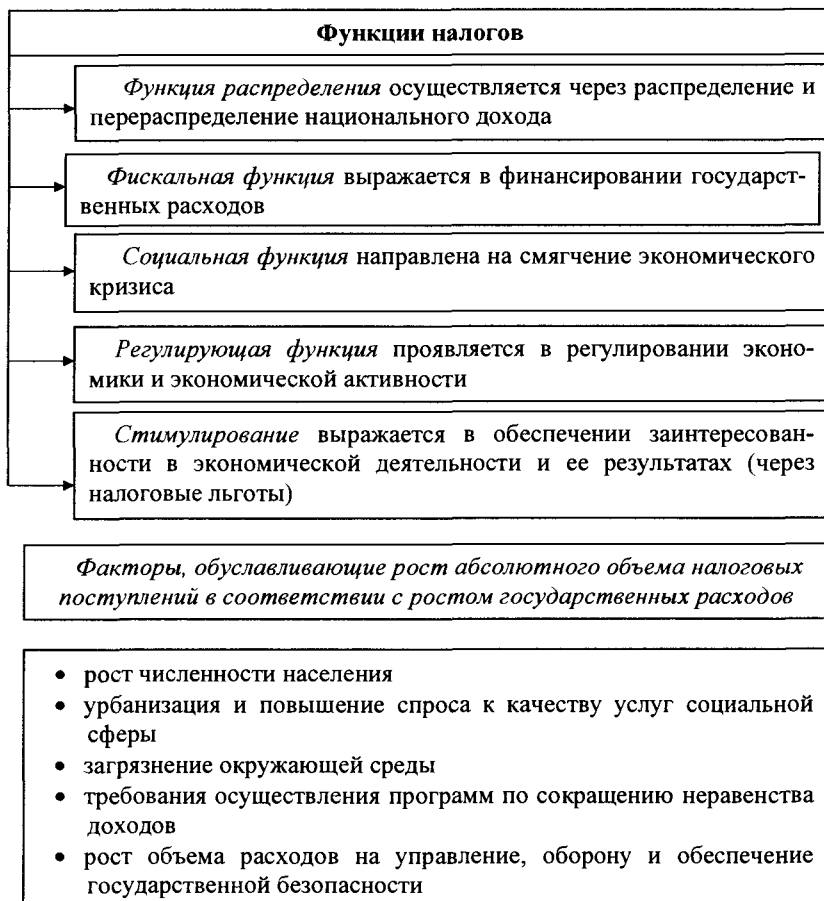 Функции налогов
Функция распределения осуществляется через распределение и
перераспределение национального дохода
Фискальная функция выражается в финансировании государст-
венных расходов
Социальная функция направлена на смягчение экономического
кризиса
Регулирующая функция проявляется в регулировании эконо-
мики и экономической активности
Стимулирование выражается в обеспечении заинтересован-
ности в экономической деятельности и ее результатах (через
налоговые льготы)
Факторы, обуславливающие рост абсолютного объема налоговых
поступлений в соответствии с ростом государственных расходов
• рост численности населения
• урбанизация и повышение спроса к качеству услуг социальной
сферы
• загрязнение окружающей среды
• требования осуществления программ по сокращению неравенства
доходов
• рост объема расходов на управление, оборону и обеспечение
государственной безопасности